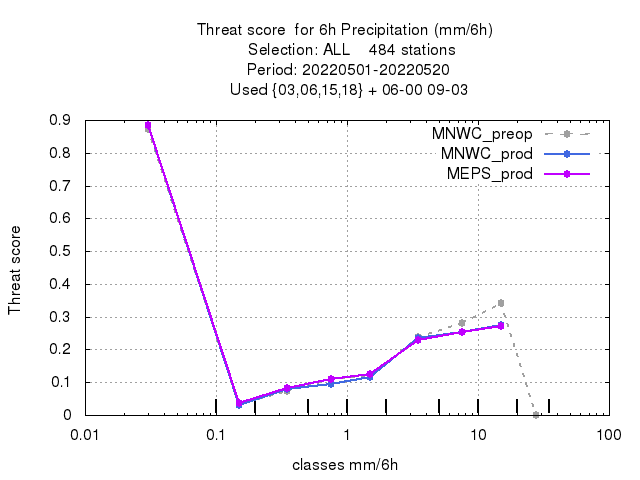 Threat score  for 6h Precipitation (mm/6h)
Selection: ALL    484 stations
Period: 20220501-20220520
Used {03,06,15,18} + 06-00 09-03
MNWC_preop
MNWC_prod
MEPS_prod
0.9
0.8
0.7
0.6
0.5
0.4
0.3
0.2
0.1
0
Threat score
0.01
0.1
1
10
100
classes mm/6h